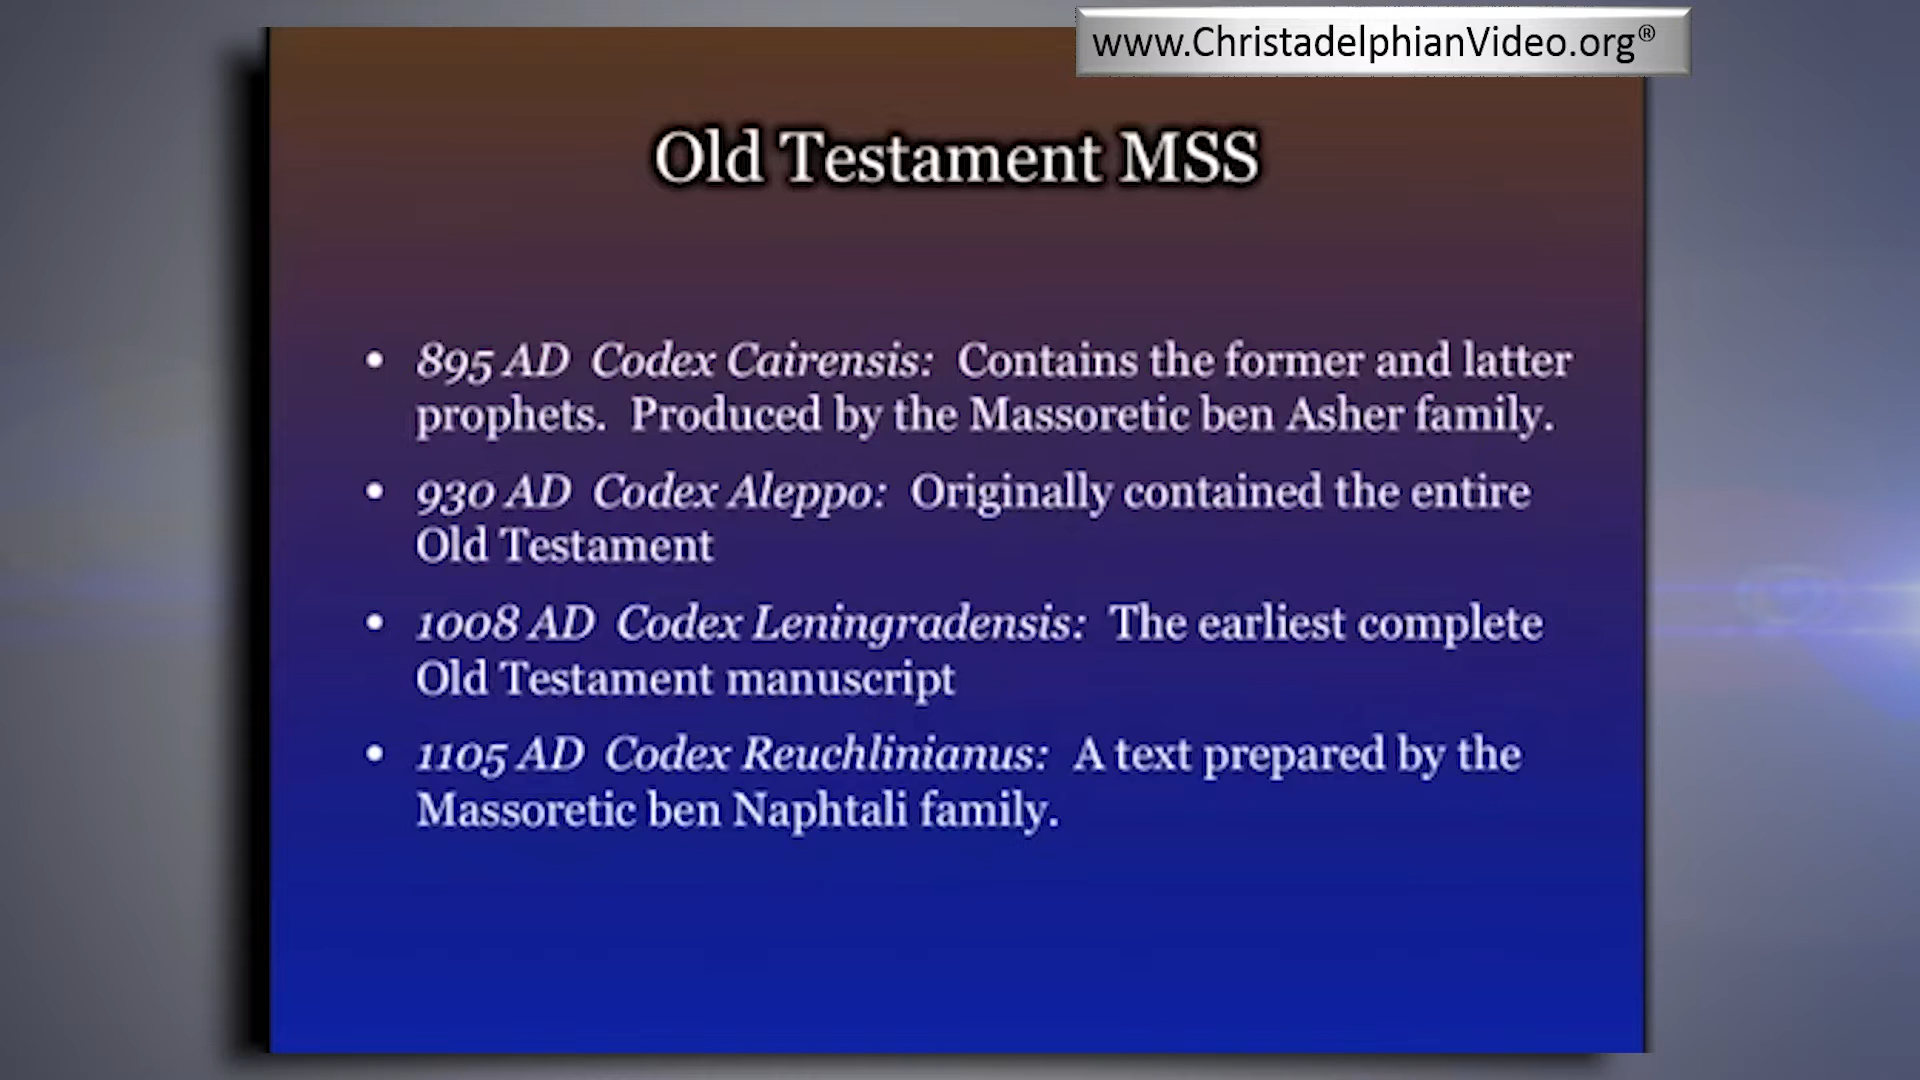 www.ChristadelphianVideo.org®
Old Testament MSS
• 895 AD Codex Cairensis: Contains the former and latter
prophets. Produced by the Massoretic ben Asher family.
• 930 AD Codex Aleppo: Originally contained the entire
Old Testament
• 1008 AD Codex Leningradensis: The earliest complete
Old Testament manuscript
• 1105 AD Codex Reuchlinianus: A text prepared by the
Massoretic ben Naphtali family.